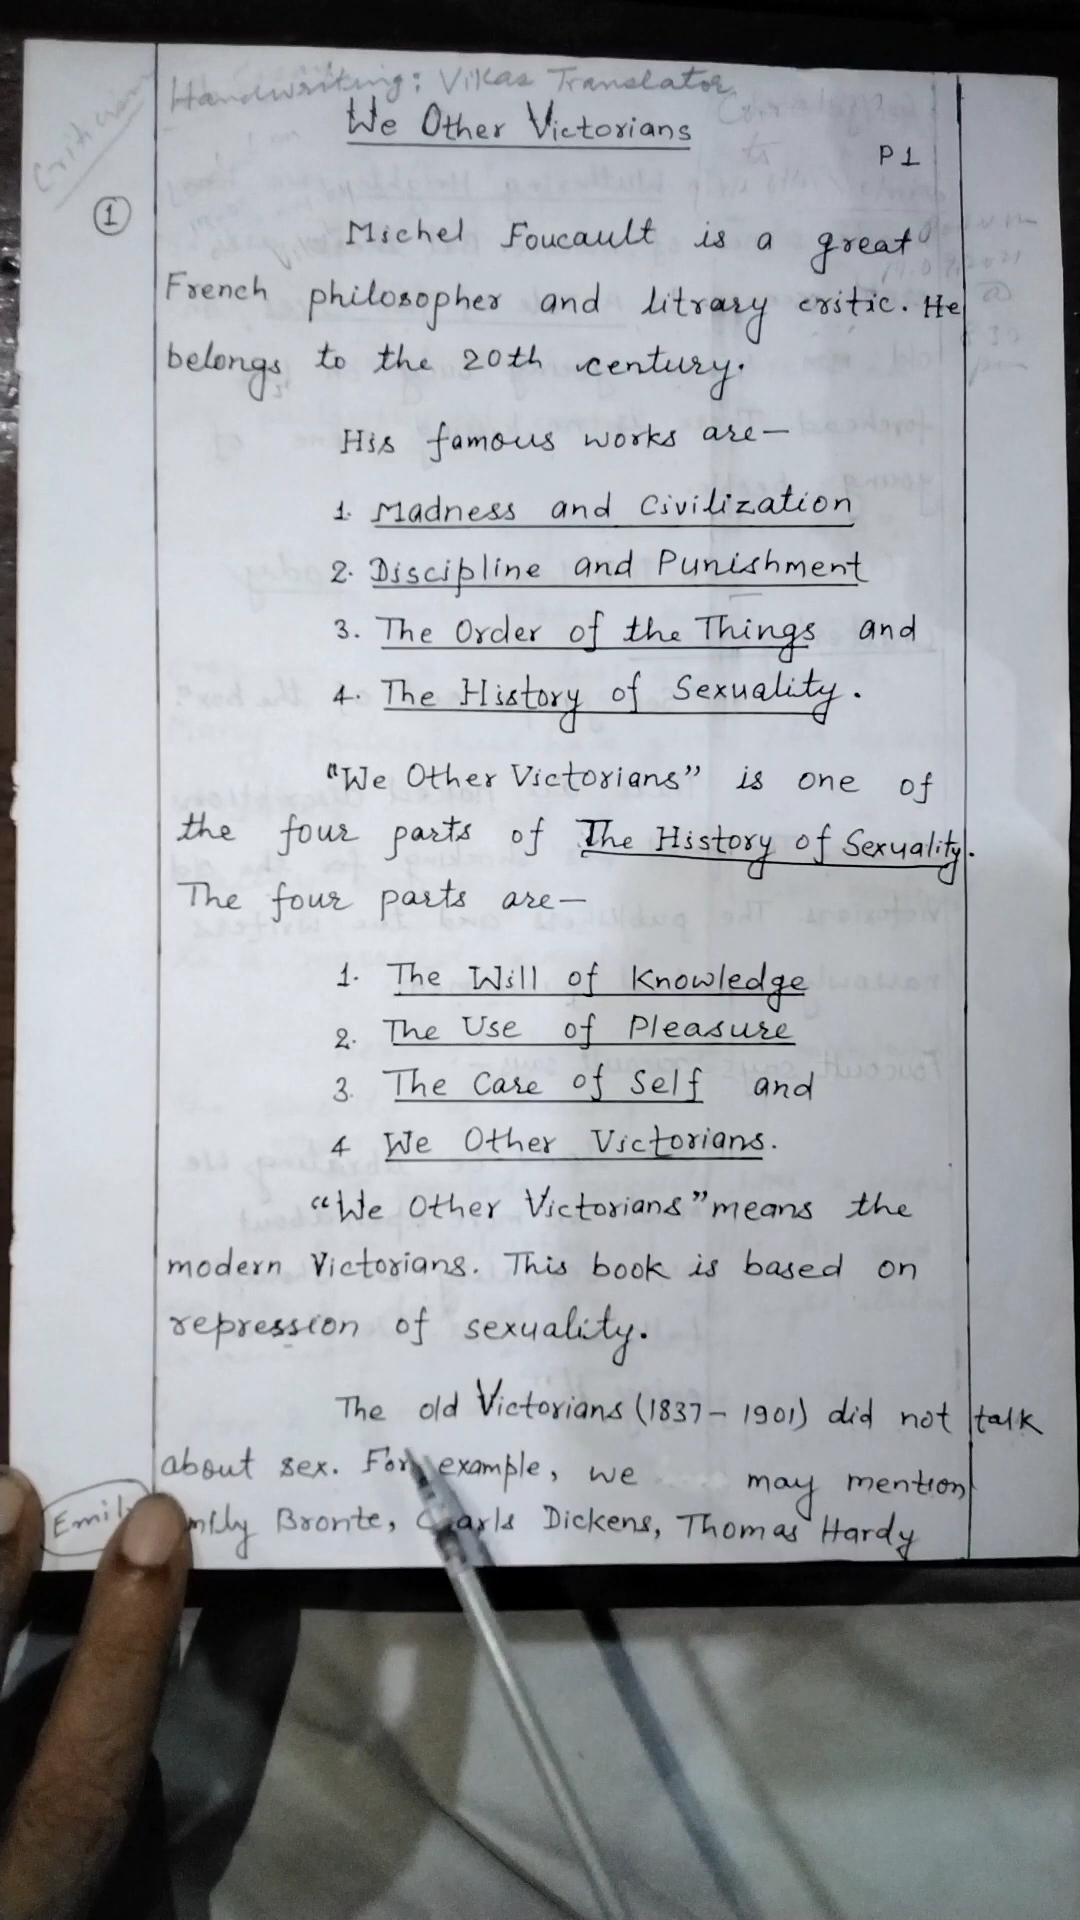 Handwriting: Vikas Translator
We Other Victorians
P 1
Criticism
①
Michel Foucault is a great
French philosopher and litrary critic. He
belongs to the 20th century.
His famous works are—
1. Madness and Civilization
2. Discipline and Punishment
3. The Order of the Things and
4. The History of Sexuality.
"We Other Victorians" is one of
the four parts of The History of Sexuality.
The four parts are—
1. The Will of Knowledge
2. The Use of Pleasure
3. The Care of Self and
4 We Other Victorians.
"We Other Victorians" means the
modern Victorians. This book is based on
repression of sexuality.
The old Victorians (1837 – 1901) did not talk
about sex. For example, we may mention
Bronte, Dickens, Thomas Hardy